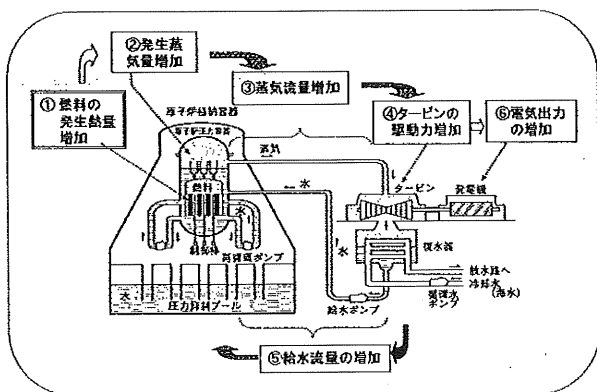 ②発生蒸
気量増加
③蒸気流量増加
①燃料の
発生熱量
増加
④タービンの
駆動力増加
⑥電気出力
の増加
原子炉格納容器
原子炉圧力容器
蒸気
水
燃料
水
タービン
発電機
制御棒
再循環ポンプ
水
復水器
放水路へ
冷却水
(海水)
循環水
ポンプ
水
圧力抑制プール
給水ポンプ
⑤給水流量の増加